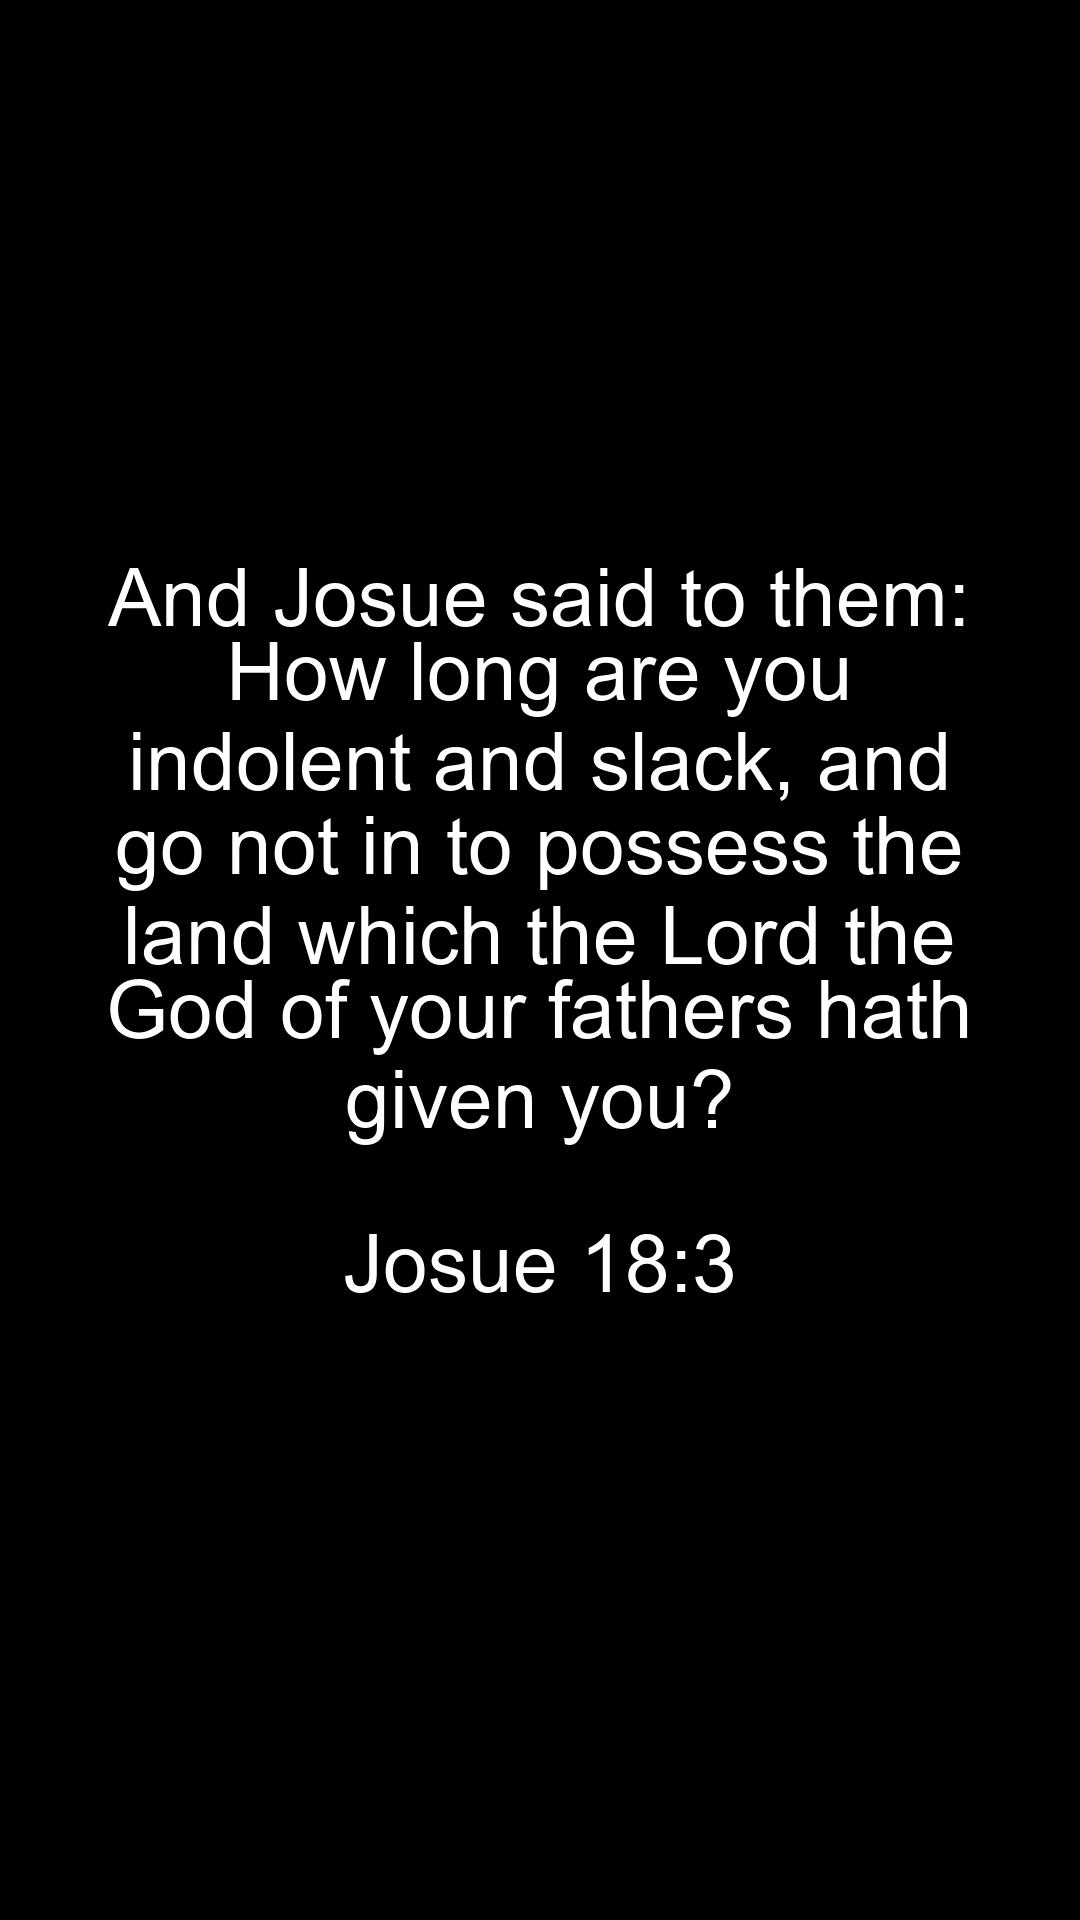 And Josue said to them:
How long are you
indolent and slack, and
go not in to possess the
land which the Lord the
God of your fathers hath
given you?
Josue 18:3